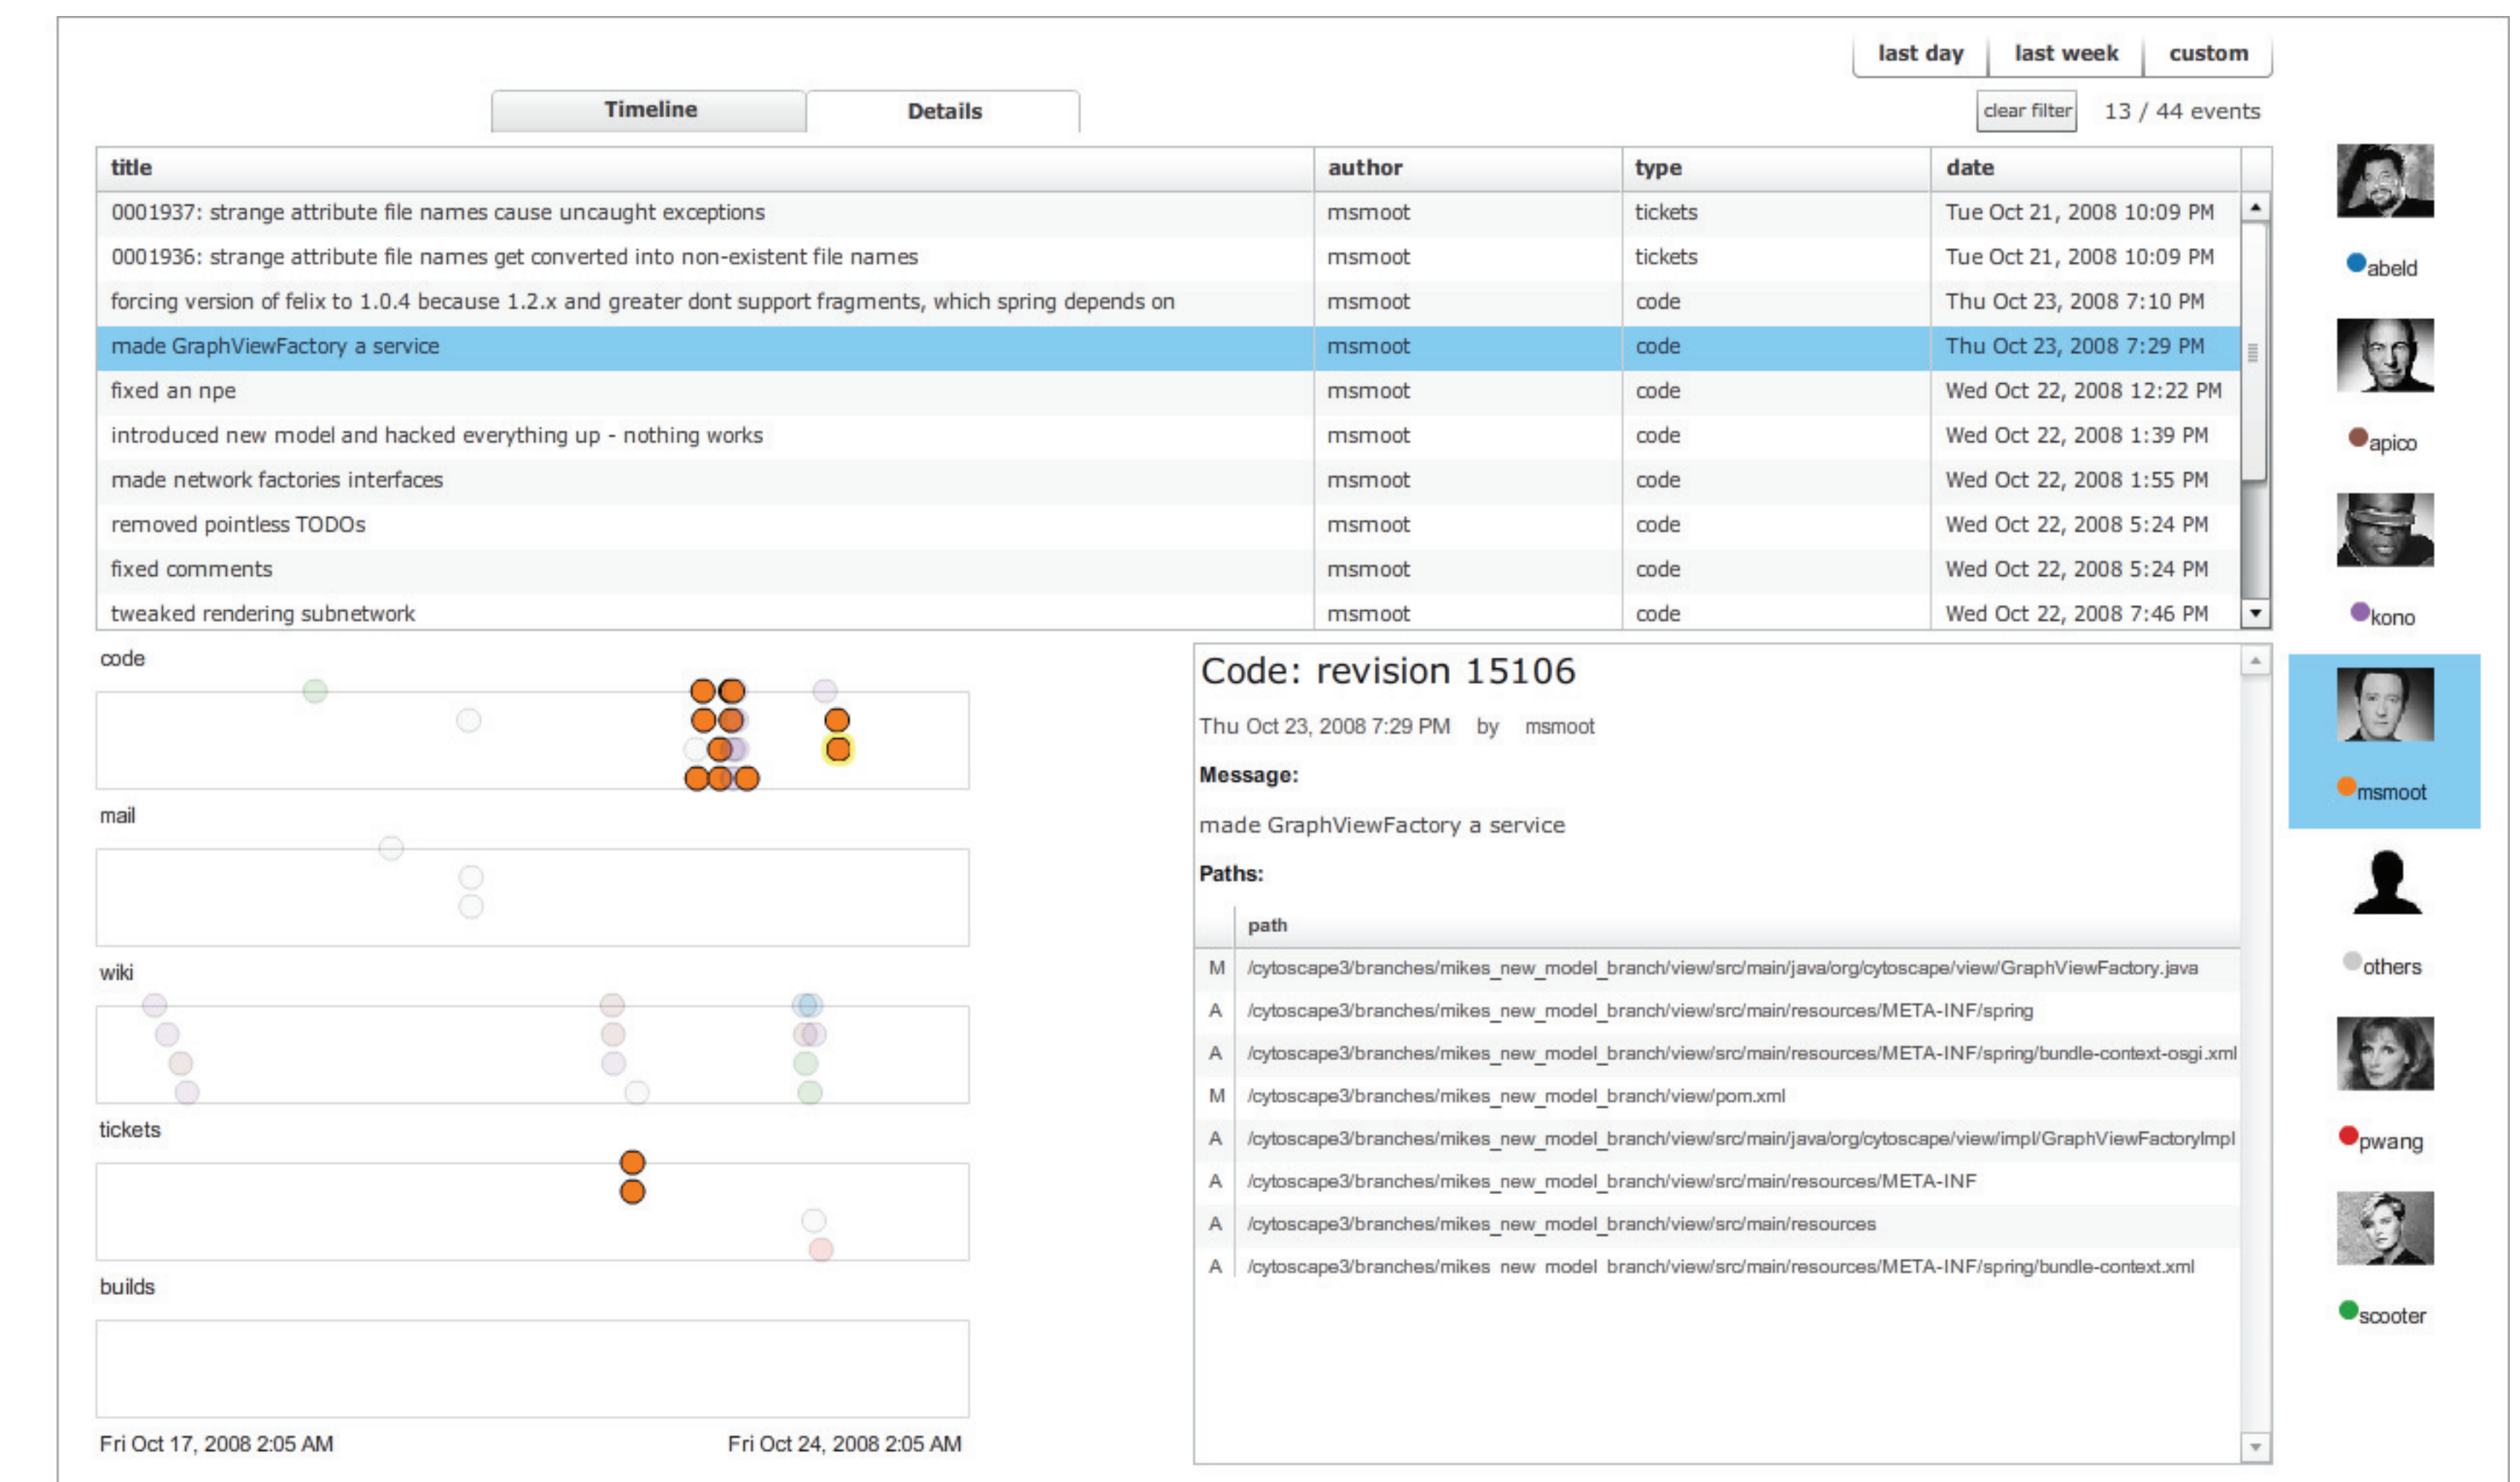 last day last week custom
Timeline Details clear filter 13 / 44 events
title author type date
0001937: strange attribute file names cause uncaught exceptions msmoot tickets Tue Oct 21, 2008 10:09 PM
0001936: strange attribute file names get converted into non-existent file names msmoot tickets Tue Oct 21, 2008 10:09 PM
forcing version of felix to 1.0.4 because 1.2.x and greater dont support fragments, which spring depends on msmoot code Thu Oct 23, 2008 7:10 PM
made GraphViewFactory a service msmoot code Thu Oct 23, 2008 7:29 PM
fixed an npe msmoot code Wed Oct 22, 2008 12:22 PM
introduced new model and hacked everything up - nothing works msmoot code Wed Oct 22, 2008 1:39 PM
made network factories interfaces msmoot code Wed Oct 22, 2008 1:55 PM
removed pointless TODOs msmoot code Wed Oct 22, 2008 5:24 PM
fixed comments msmoot code Wed Oct 22, 2008 5:24 PM
tweaked rendering subnetwork msmoot code Wed Oct 22, 2008 7:46 PM
code
mail
wiki
tickets
builds
Fri Oct 17, 2008 2:05 AM Fri Oct 24, 2008 2:05 AM
Code: revision 15106
Thu Oct 23, 2008 7:29 PM by msmoot
Message:
made GraphViewFactory a service
Paths:
path
M /cytoscape3/branches/mikes_new_model_branch/view/src/main/java/org/cytoscape/view/GraphViewFactory.java
A /cytoscape3/branches/mikes_new_model_branch/view/src/main/resources/META-INF/spring
A /cytoscape3/branches/mikes_new_model_branch/view/src/main/resources/META-INF/spring/bundle-context-osgi.xml
M /cytoscape3/branches/mikes_new_model_branch/view/pom.xml
A /cytoscape3/branches/mikes_new_model_branch/view/src/main/java/org/cytoscape/view/impl/GraphViewFactoryImpl
A /cytoscape3/branches/mikes_new_model_branch/view/src/main/resources/META-INF
A /cytoscape3/branches/mikes_new_model_branch/view/src/main/resources
A /cytoscape3/branches/mikes_new_model_branch/view/src/main/resources/META-INF/spring/bundle-context.xml
abeld
apico
kono
msmoot
others
pwang
scooter